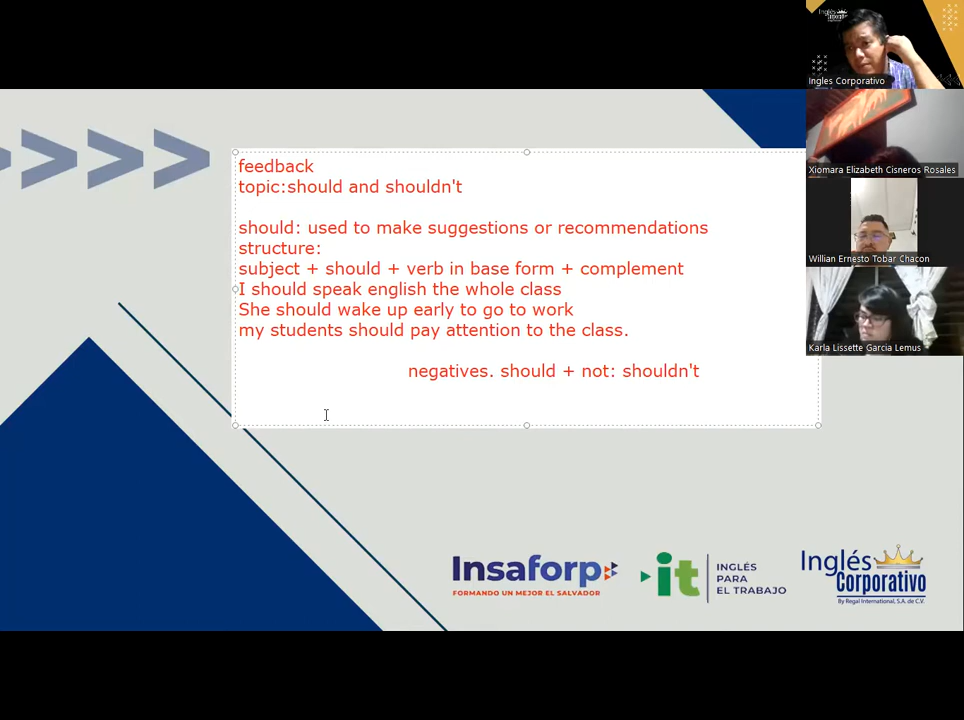 Inglés
Corporativo
Ingles Corporativo
Xiomara Elizabeth Cisneros Rosales
Willian Ernesto Tobar Chacon
Karla Lissette Garcia Lemus
feedback
topic:should and shouldn't
should: used to make suggestions or recommendations
structure:
subject + should + verb in base form + complement
I should speak english the whole class
She should wake up early to go to work
my students should pay attention to the class.
negatives. should + not: shouldn't
Insaforp
FORMANDO UN MEJOR EL SALVADOR
it
INGLÉS
PARA
EL TRABAJO
Inglés
Corporativo
By Regal International, S.A. de C.V.